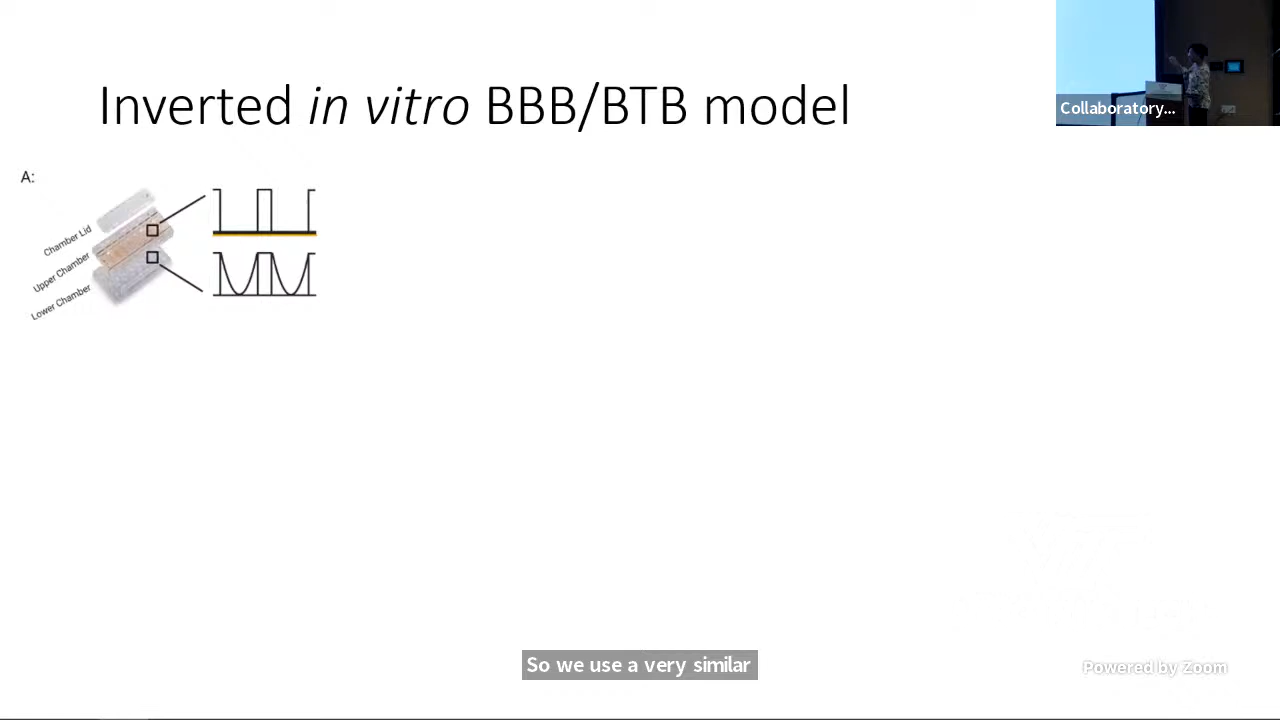 Inverted in vitro BBB/BTB model
Collaboratory...
A:
Chamber Lid
Upper Chamber
Lower Chamber
So we use a very similar
Powered by Zoom